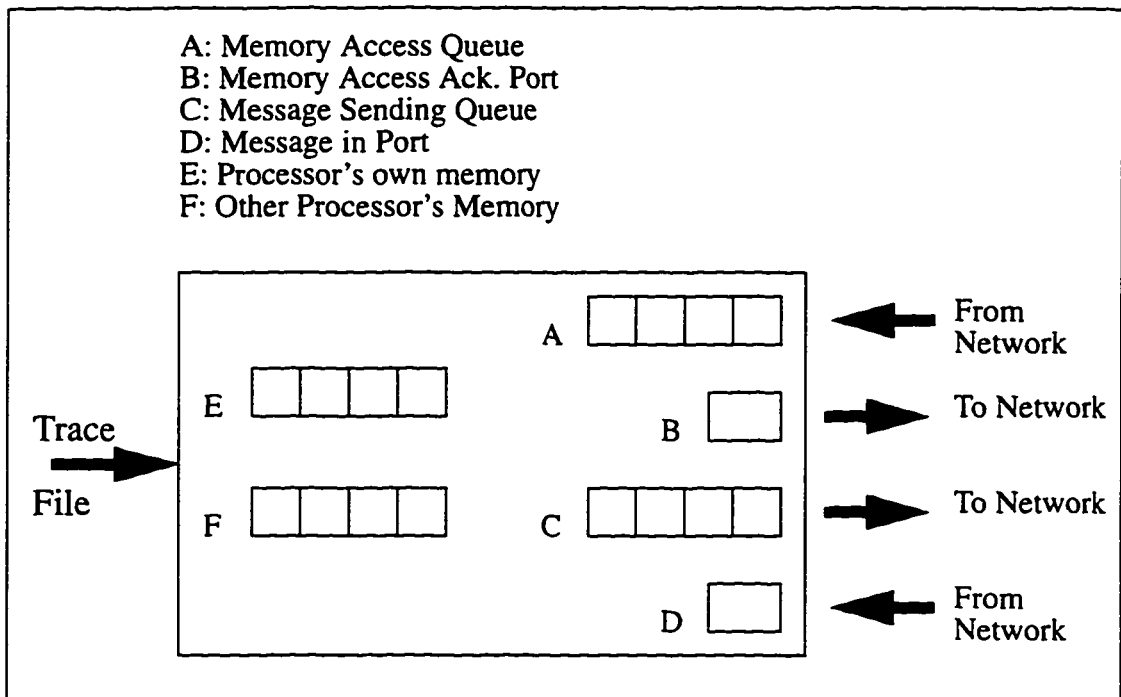 A: Memory Access Queue
B: Memory Access Ack. Port
C: Message Sending Queue
D: Message in Port
E: Processor's own memory
F: Other Processor's Memory
A
From
Network
E
B
To Network
Trace
File
F
C
To Network
D
From
Network